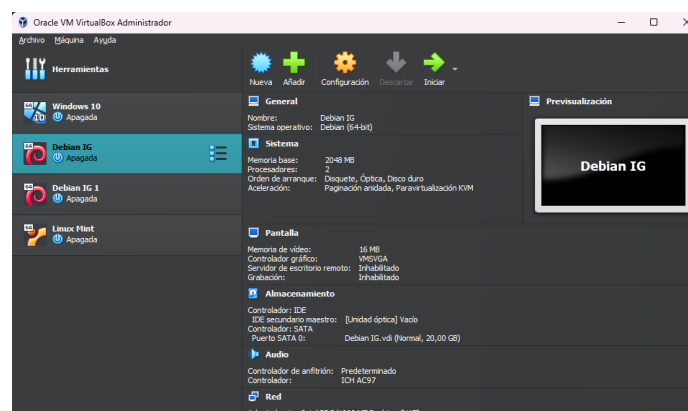 Oracle VM VirtualBox Administrador
Archivo Máquina Ayuda
Herramientas
Nueva Añadir Configuración Descartar Iniciar
Windows 10
Apagada
Debian IG
Apagada
Debian IG 1
Apagada
Linux Mint
Apagada
General
Nombre: Debian IG
Sistema operativo: Debian (64-bit)
Sistema
Memoria base: 2048 MB
Procesadores: 2
Orden de arranque: Disquete, Óptica, Disco duro
Aceleración: Paginación anidada, Paravirtualización KVM
Pantalla
Memoria de vídeo: 16 MB
Controlador gráfico: VMSVGA
Servidor de escritorio remoto: Inhabilitado
Grabación: Inhabilitado
Almacenamiento
Controlador: IDE
IDE secundario maestro: [Unidad óptica] Vacío
Controlador: SATA
Puerto SATA 0: Debian IG.vdi (Normal, 20,00 GB)
Audio
Controlador de anfitrión: Predeterminado
Controlador: ICH AC97
Red
Previsualización
Debian IG